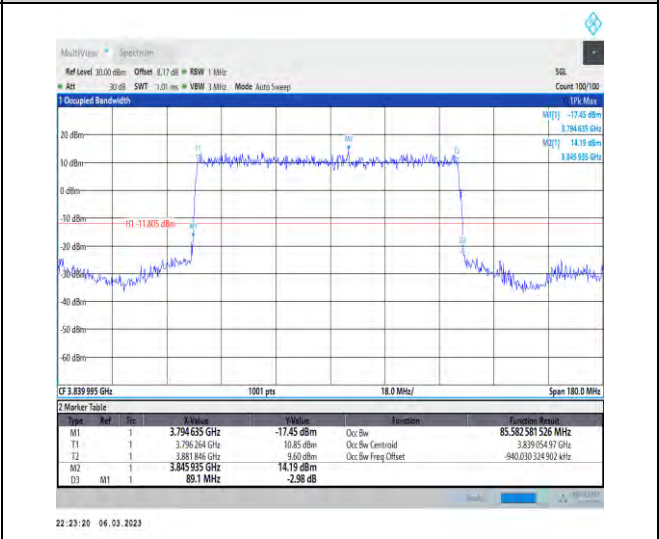 MultiView Spectrum
Ref Level 30.00 dBm Offset 8.17 dB RBW 1 MHz SGL
Att 30 dB SWT 1.01 ms VBW 3 MHz Mode Auto Sweep Count 100/100
1 Occupied Bandwidth 1Pk Max
M1[1] -17.45 dBm
3.794 635 GHz
M2[1] 14.19 dBm
3.845 935 GHz
20 dBm
M2
T1 T2
10 dBm
0 dBm
-10 dBm
H1 -11.805 dBm M1
-20 dBm
D3
-30 dBm
-40 dBm
-50 dBm
-60 dBm
CF 3.839 995 GHz 1001 pts 18.0 MHz/ Span 180.0 MHz
2 Marker Table
Type Ref Trc X-Value Y-Value Function Function Result
M1 1 3.794 635 GHz -17.45 dBm Occ Bw 85.582 581 526 MHz
T1 1 3.796 264 GHz 10.85 dBm Occ Bw Centroid 3.839 054 97 GHz
T2 1 3.881 846 GHz 9.60 dBm Occ Bw Freq Offset -940.030 324 902 kHz
M2 1 3.845 935 GHz 14.19 dBm
D3 M1 1 89.1 MHz -2.98 dB
22:23:20 06.03.2023